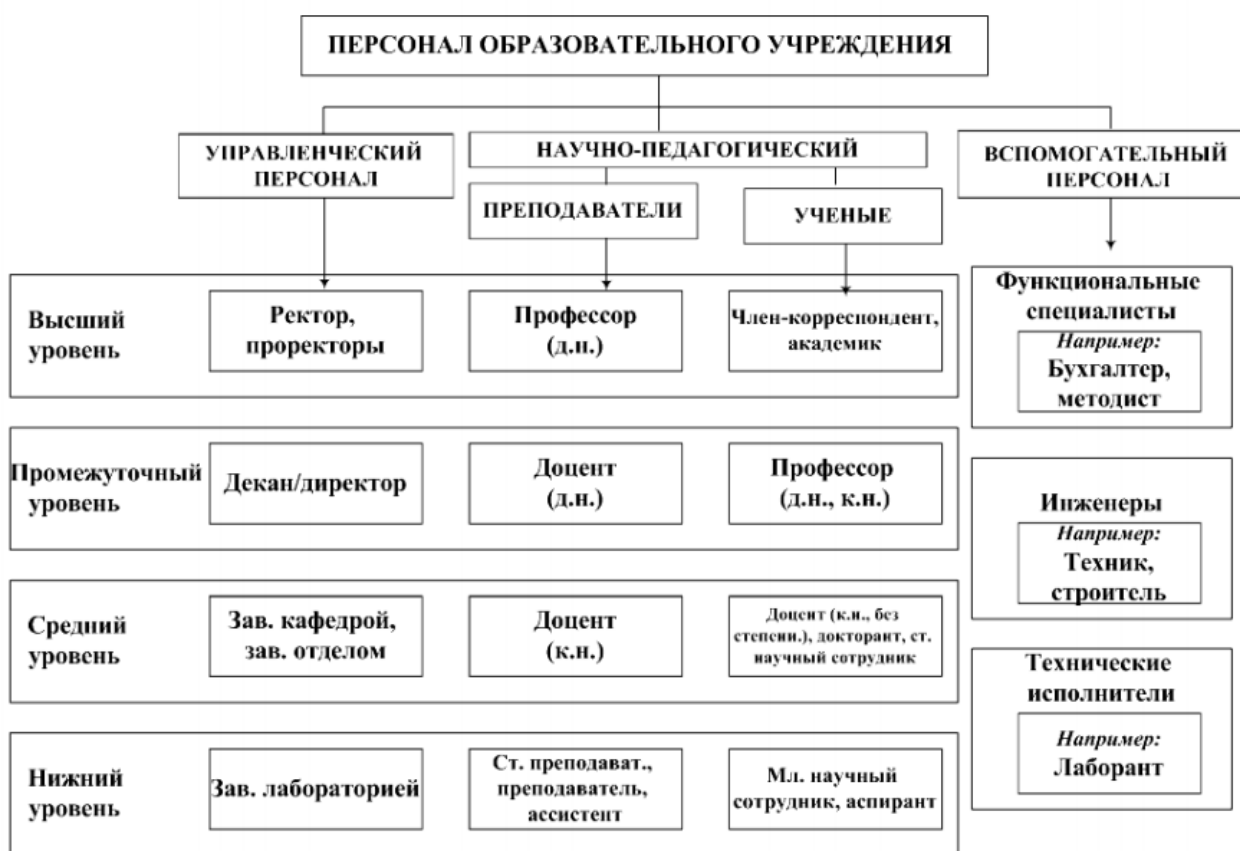 ПЕРСОНАЛ ОБРАЗОВАТЕЛЬНОГО УЧРЕЖДЕНИЯ
УПРАВЛЕНЧЕСКИЙ
ПЕРСОНАЛ
НАУЧНО-ПЕДАГОГИЧЕСКИЙ
ВСПОМОГАТЕЛЬНЫЙ
ПЕРСОНАЛ
ПРЕПОДАВАТЕЛИ
УЧЕНЫЕ
Высший
уровень
Ректор,
проректоры
Профессор
(д.н.)
Член-корреспондент,
академик
Функциональные
специалисты
Например:
Бухгалтер,
методист
Промежуточный
уровень
Декан/директор
Доцент
(д.н.)
Профессор
(д.н., к.н.)
Инженеры
Например:
Техник,
строитель
Средний
уровень
Зав. кафедрой,
зав. отделом
Доцент
(к.н.)
Доцент (к.н., без
степени.), докторант, ст.
научный сотрудник
Технические
исполнители
Например:
Лаборант
Нижний
уровень
Зав. лабораторией
Ст. преподават.,
преподаватель,
ассистент
Мл. научный
сотрудник, аспирант